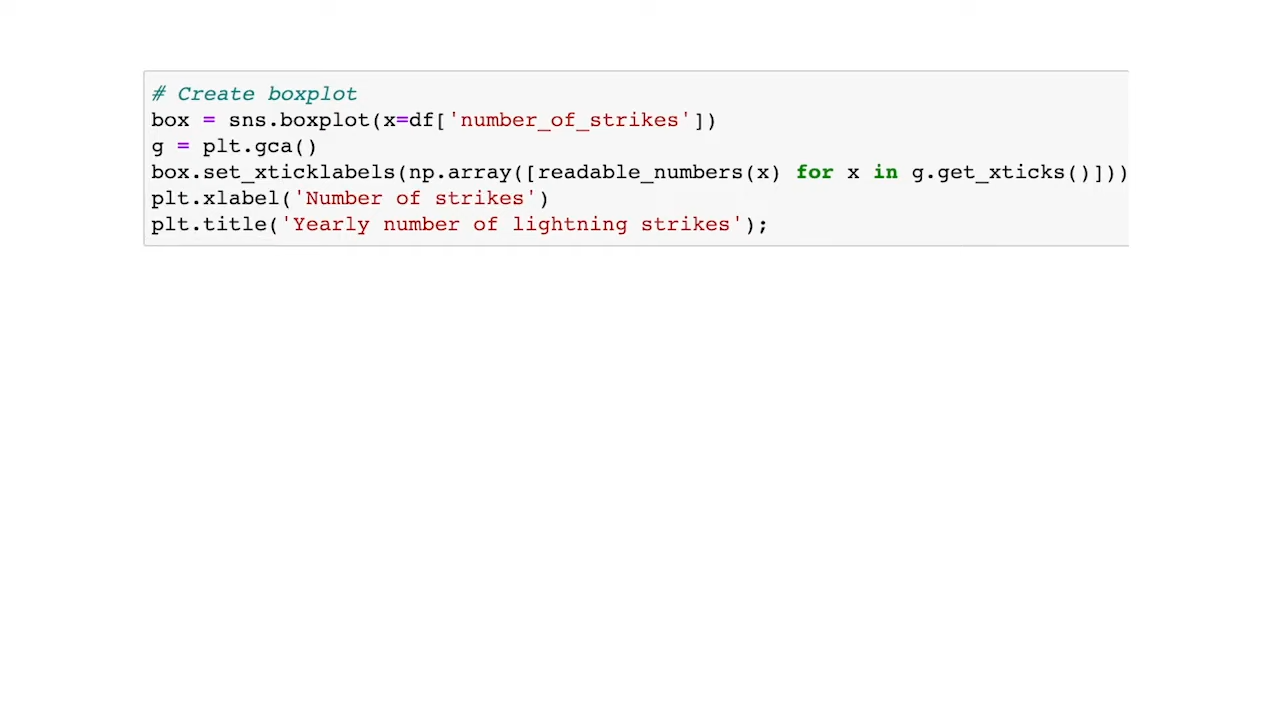 # Create boxplot
box = sns.boxplot(x=df['number_of_strikes'])
g = plt.gca()
box.set_xticklabels(np.array([readable_numbers(x) for x in g.get_xticks()]))
plt.xlabel('Number of strikes')
plt.title('Yearly number of lightning strikes');